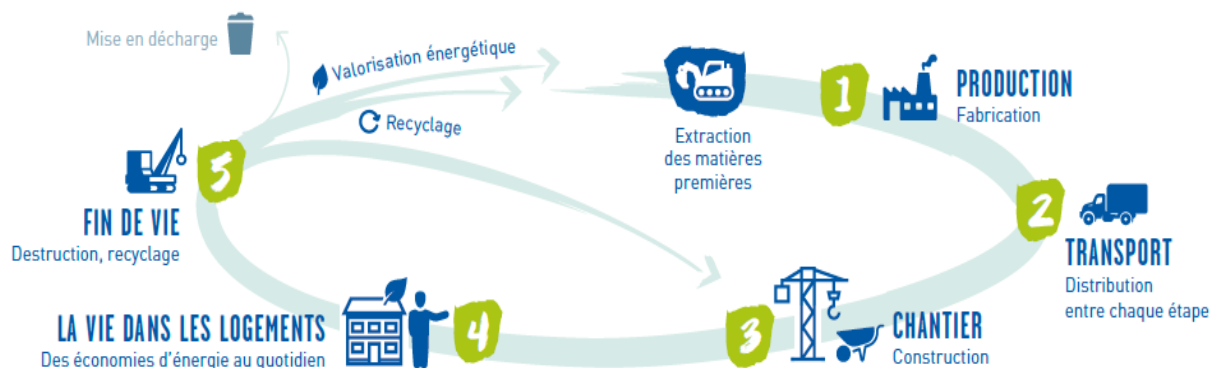 Mise en décharge
Valorisation énergétique
Recyclage
Extraction
des matières
premières
1
PRODUCTION
Fabrication
2
TRANSPORT
Distribution
entre chaque étape
3
CHANTIER
Construction
4
LA VIE DANS LES LOGEMENTS
Des économies d'énergie au quotidien
5
FIN DE VIE
Destruction, recyclage